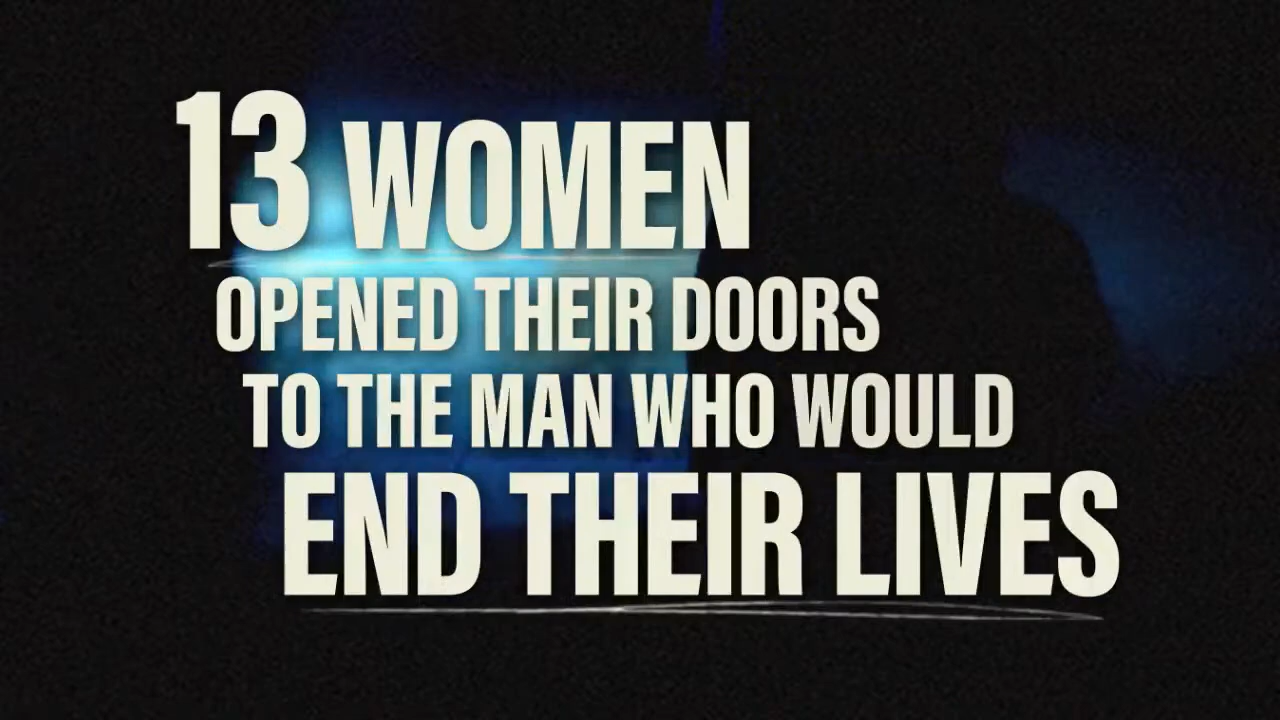 13 WOMEN
OPENED THEIR DOORS
TO THE MAN WHO WOULD
END THEIR LIVES